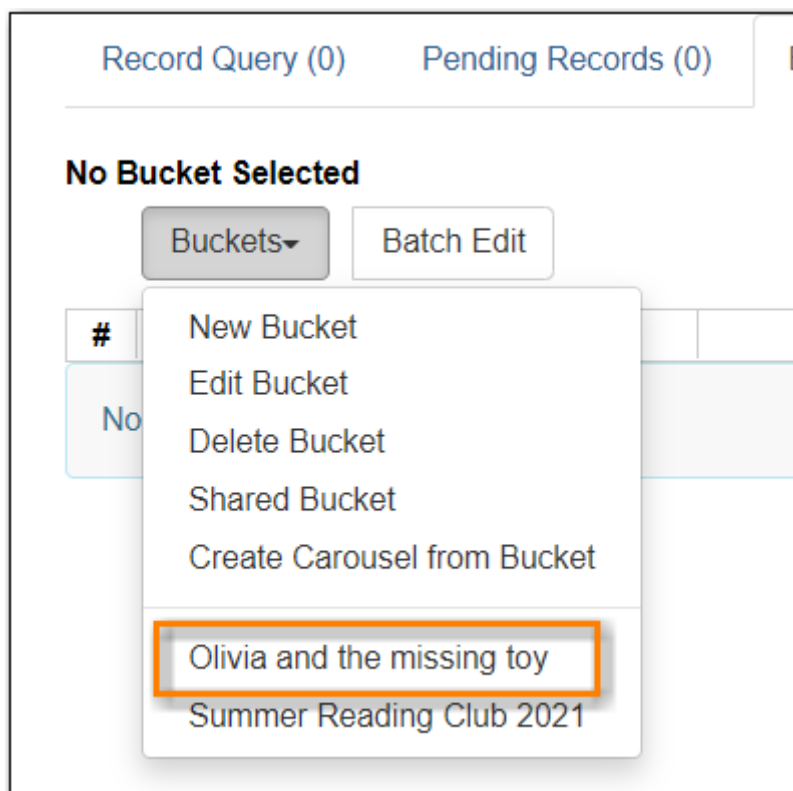 Record Query (0) Pending Records (0)
No Bucket Selected
Buckets Batch Edit
#
No
New Bucket
Edit Bucket
Delete Bucket
Shared Bucket
Create Carousel from Bucket
Olivia and the missing toy
Summer Reading Club 2021